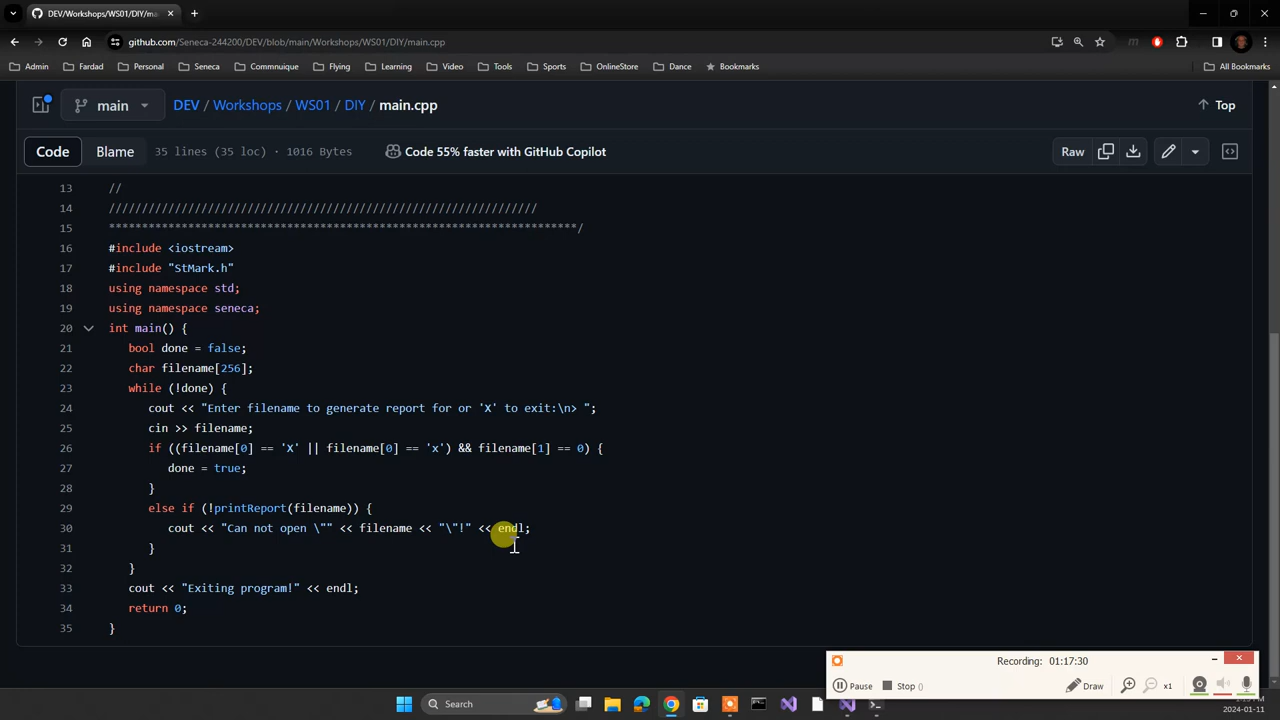 DEV/Workshops/WS01/DIY/main.c
github.com/Seneca-244200/DEV/blob/main/Workshops/WS01/DIY/main.cpp
Admin Fardad Personal Seneca Commnuique Flying Learning Video Tools Sports OnlineStore Dance Bookmarks All Bookmarks
main DEV / Workshops / WS01 / DIY / main.cpp Top
Code Blame 35 lines (35 loc) · 1016 Bytes Code 55% faster with GitHub Copilot Raw
13 //
14 /////////////////////////////////////////////////////////////////
15 ***********************************************************************/
16 #include <iostream>
17 #include "StMark.h"
18 using namespace std;
19 using namespace seneca;
20 int main() {
21 bool done = false;
22 char filename[256];
23 while (!done) {
24 cout << "Enter filename to generate report for or 'X' to exit:\n> ";
25 cin >> filename;
26 if ((filename[0] == 'X' || filename[0] == 'x') && filename[1] == 0) {
27 done = true;
28 }
29 else if (!printReport(filename)) {
30 cout << "Can not open \"" << filename << "\"!" << endl;
31 }
32 }
33 cout << "Exiting program!" << endl;
34 return 0;
35 }
Recording: 01:17:30
Pause Stop () Draw x1
Search
2024-01-11